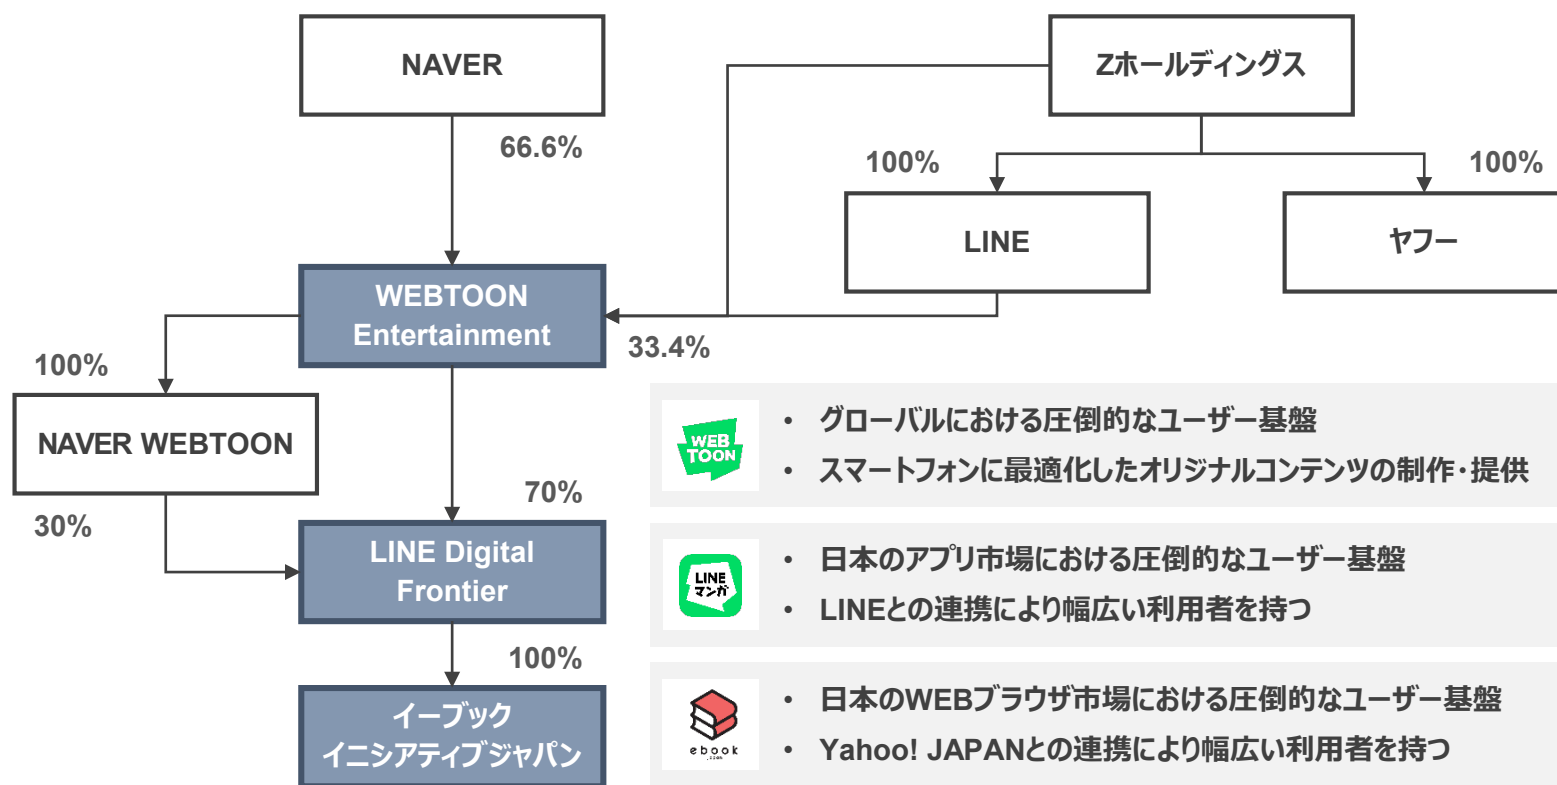 NAVER
Zホールディングス
66.6%
100%
100%
LINE
ヤフー
WEBTOON
Entertainment
33.4%
100%
NAVER WEBTOON
WEB
TOON
• グローバルにおける圧倒的なユーザー基盤
• スマートフォンに最適化したオリジナルコンテンツの制作・提供
70%
30%
LINE Digital
Frontier
LINE
マンガ
• 日本のアプリ市場における圧倒的なユーザー基盤
• LINEとの連携により幅広い利用者を持つ
100%
イーブック
イニシアティブジャパン
ebook
• 日本のWEBブラウザ市場における圧倒的なユーザー基盤
• Yahoo! JAPANとの連携により幅広い利用者を持つ